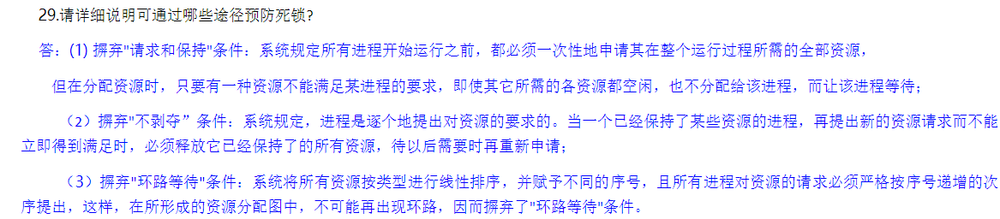 29.请详细说明可通过哪些途径预防死锁?
答：(1) 摒弃"请求和保持"条件：系统规定所有进程开始运行之前，都必须一次性地申请其在整个运行过程所需的全部资源，
但在分配资源时，只要有一种资源不能满足某进程的要求，即使其它所需的各资源都空闲，也不分配给该进程，而让该进程等待；
（2）摒弃"不剥夺”条件：系统规定，进程是逐个地提出对资源的要求的。当一个已经保持了某些资源的进程，再提出新的资源请求而不能
立即得到满足时，必须释放它已经保持了的所有资源，待以后需要时再重新申请；
（3）摒弃"环路等待"条件：系统将所有资源按类型进行线性排序，并赋予不同的序号，且所有进程对资源的请求必须严格按序号递增的次
序提出，这样，在所形成的资源分配图中，不可能再出现环路，因而摒弃了"环路等待"条件。